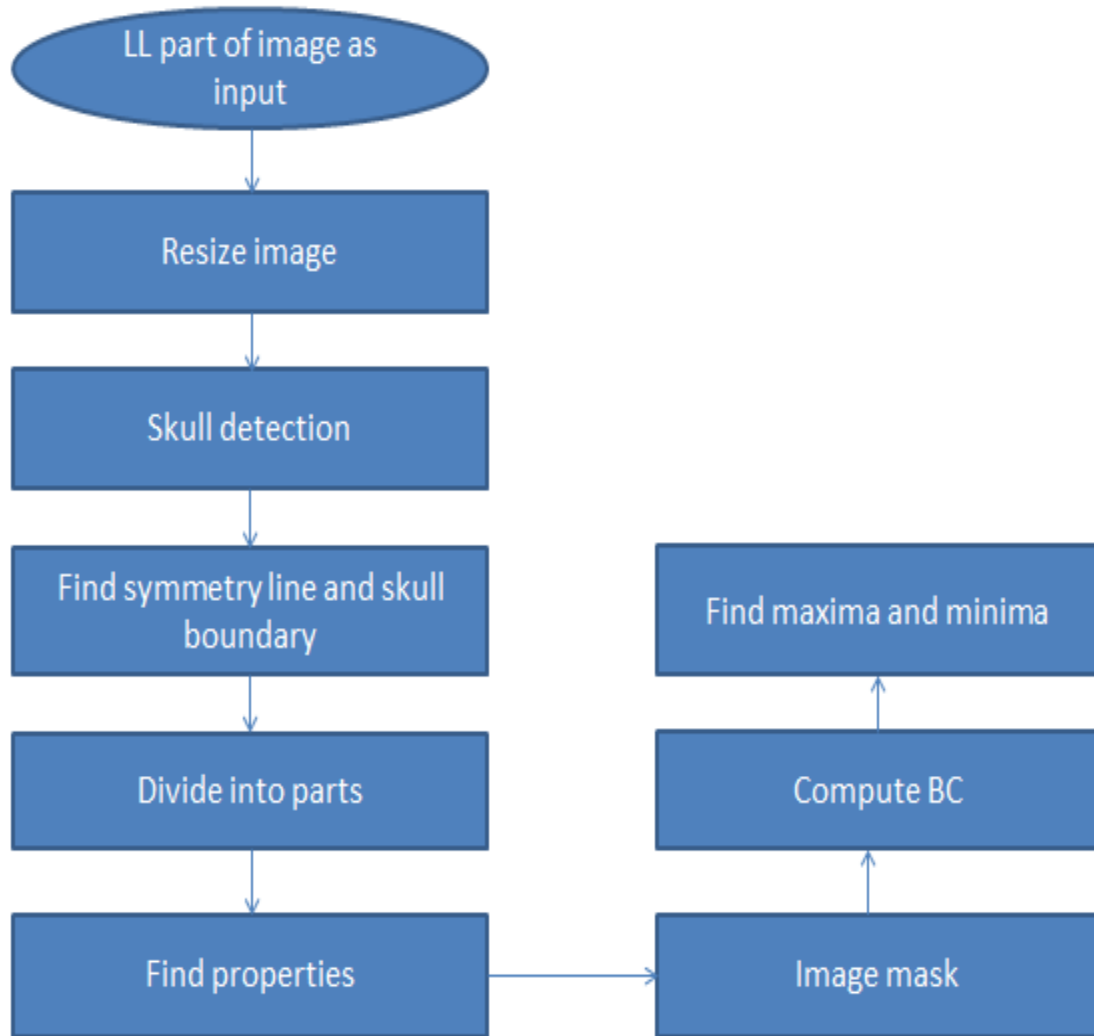 LL part of image as
input
Resize image
Skull detection
Find symmetry line and skull
boundary
Divide into parts
Find properties
Image mask
Compute BC
Find maxima and minima